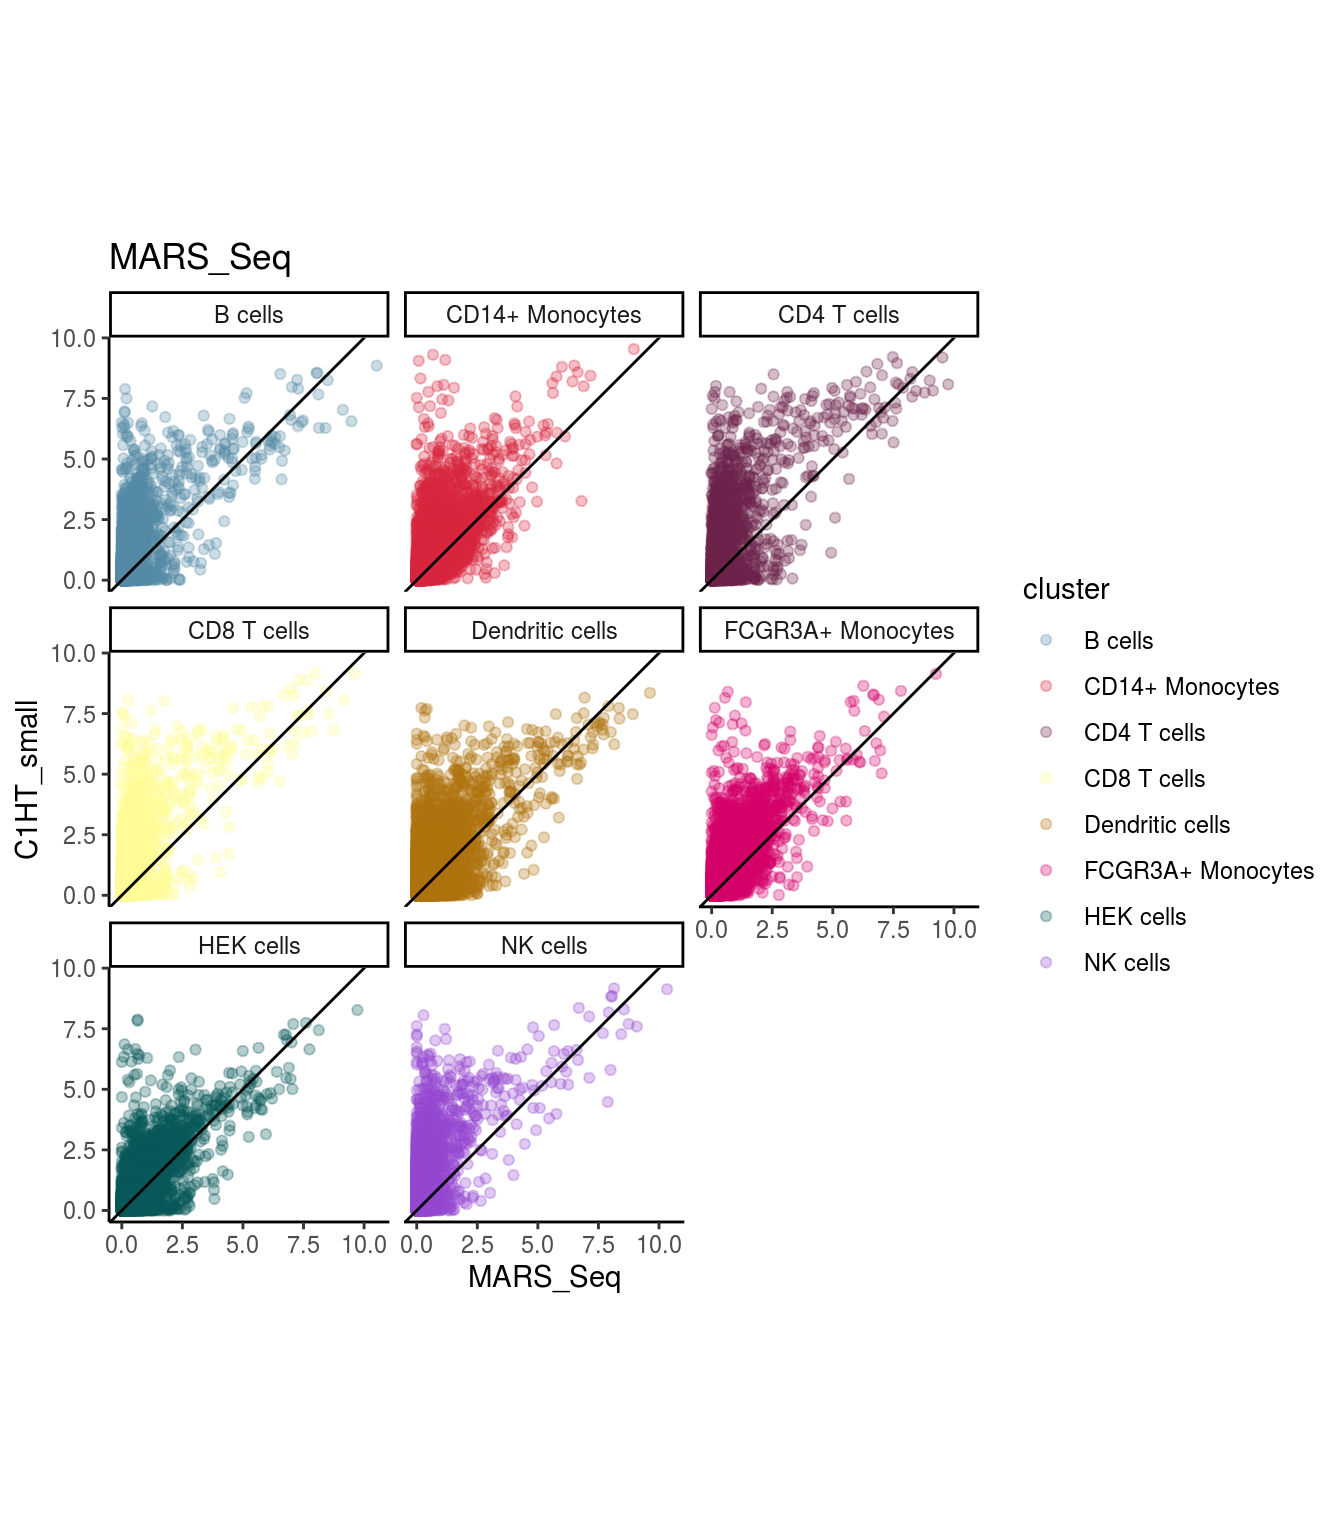 MARS_Seq
B cells
CD14+ Monocytes
CD4 T cells
10.0
7.5
5.0
2.5
0.0
CD8 T cells
Dendritic cells
FCGR3A+ Monocytes
10.0
7.5
5.0
2.5
0.0
0.0 2.5 5.0 7.5 10.0
HEK cells
NK cells
10.0
7.5
5.0
2.5
0.0
0.0 2.5 5.0 7.5 10.0
0.0 2.5 5.0 7.5 10.0
MARS_Seq
C1HT_small
cluster
B cells
CD14+ Monocytes
CD4 T cells
CD8 T cells
Dendritic cells
FCGR3A+ Monocytes
HEK cells
NK cells